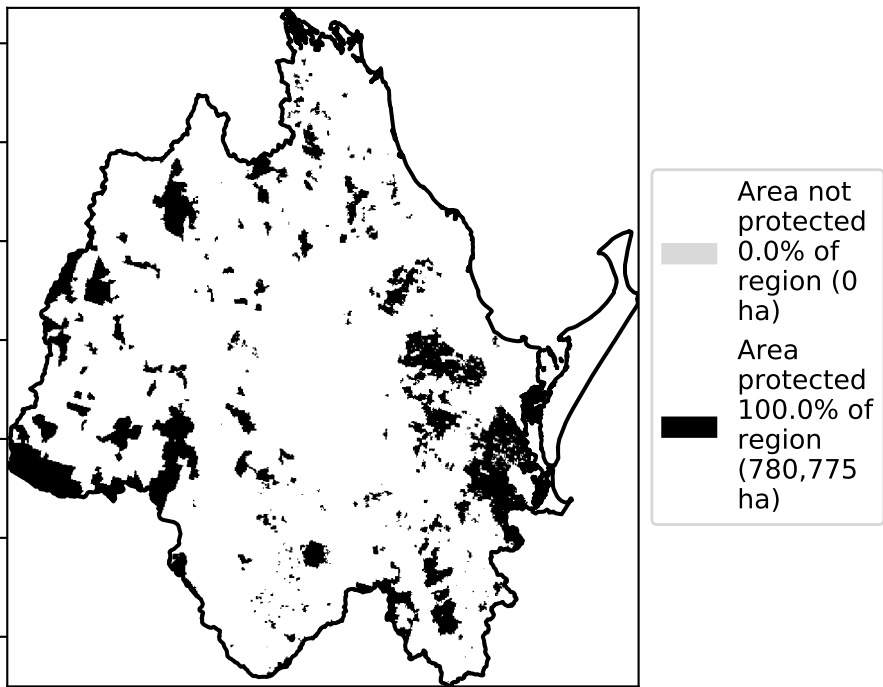 Area not
protected
0.0% of
region (0
ha)
Area
protected
100.0% of
region
(780,775
ha)